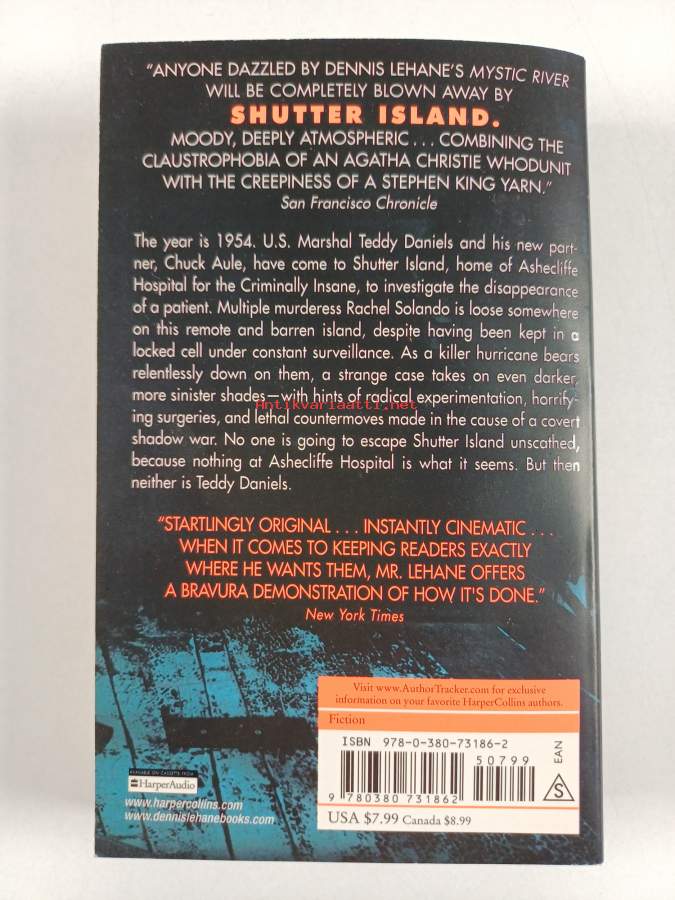 “ANYONE DAZZLED BY DENNIS LEHANE’S MYSTIC RIVER
WILL BE COMPLETELY BLOWN AWAY BY
SHUTTER ISLAND.
MOODY, DEEPLY ATMOSPHERIC . . . COMBINING THE
CLAUSTROPHOBIA OF AN AGATHA CHRISTIE WHODUNIT
WITH THE CREEPINESS OF A STEPHEN KING YARN.”
San Francisco Chronicle
The year is 1954. U.S. Marshal Teddy Daniels and his new part-
ner, Chuck Aule, have come to Shutter Island, home of Ashecliffe
Hospital for the Criminally Insane, to investigate the disappearance
of a patient. Multiple murderess Rachel Solando is loose somewhere
on this remote and barren island, despite having been kept in a
locked cell under constant surveillance. As a killer hurricane bears
relentlessly down on them, a strange case takes on even darker,
more sinister shades—with hints of radical experimentation, horrify-
Antikvariaatti.net
ing surgeries, and lethal countermoves made in the cause of a covert
shadow war. No one is going to escape Shutter Island unscathed,
because nothing at Ashecliffe Hospital is what it seems. But then
neither is Teddy Daniels.
“STARTLINGLY ORIGINAL . . . INSTANTLY CINEMATIC . . .
WHEN IT COMES TO KEEPING READERS EXACTLY
WHERE HE WANTS THEM, MR. LEHANE OFFERS
A BRAVURA DEMONSTRATION OF HOW IT'S DONE.”
New York Times
Visit www.AuthorTracker.com for exclusive
information on your favorite HarperCollins authors.
Fiction
ISBN 978-0-380-73186-2
50799
EAN
9 780380 731862
S
USA $7.99 Canada $8.99
AVAILABLE ON CASSETTE FROM
HarperAudio
www.harpercollins.com
www.dennislehanebooks.com